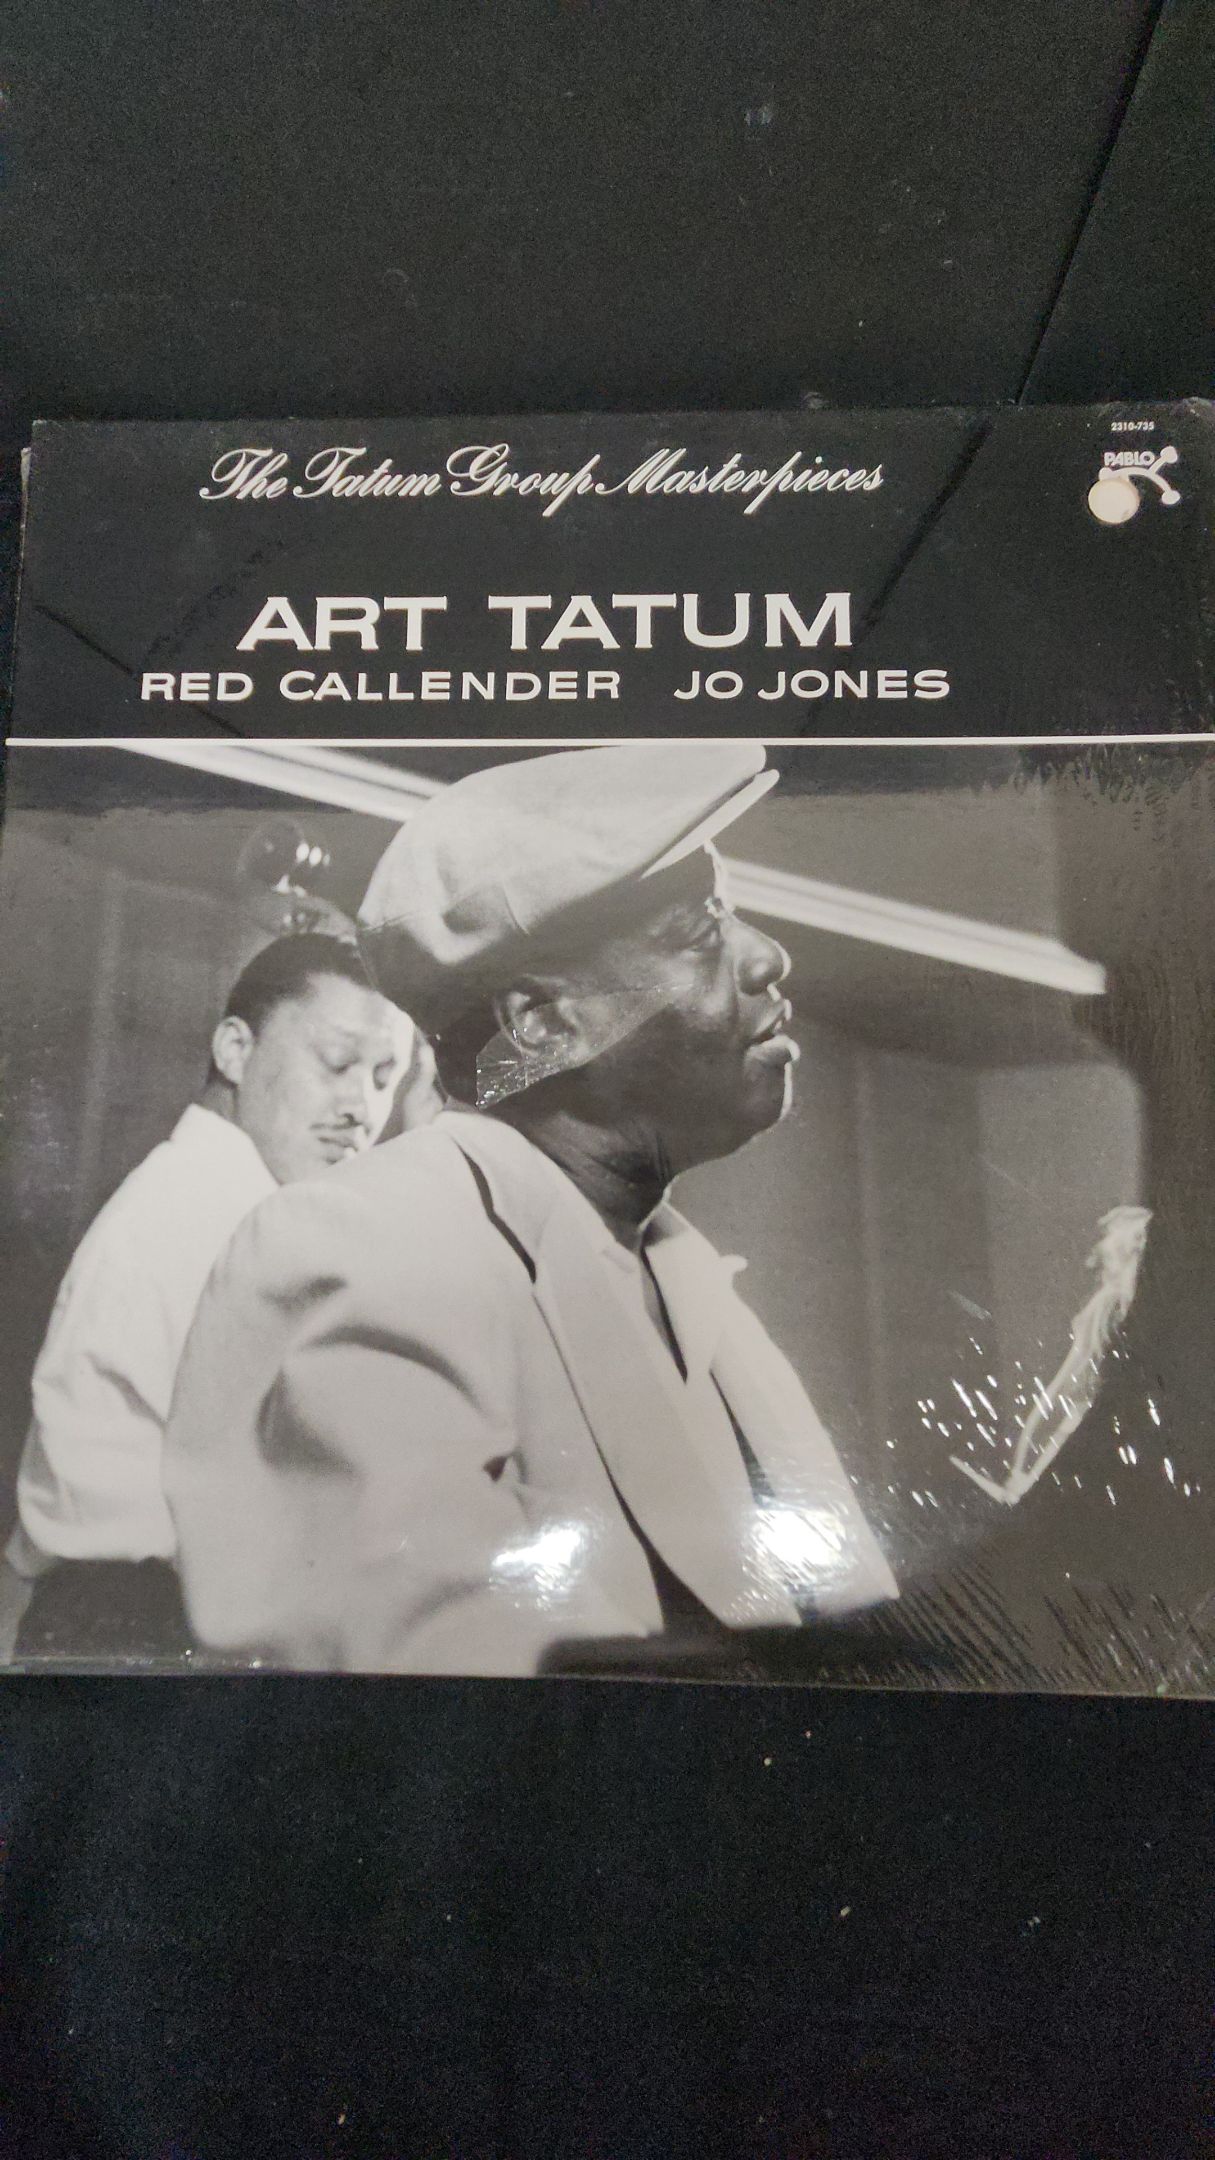 2310-735
PABLO
The Tatum Group Masterpieces
ART TATUM
RED CALLENDER JO JONES